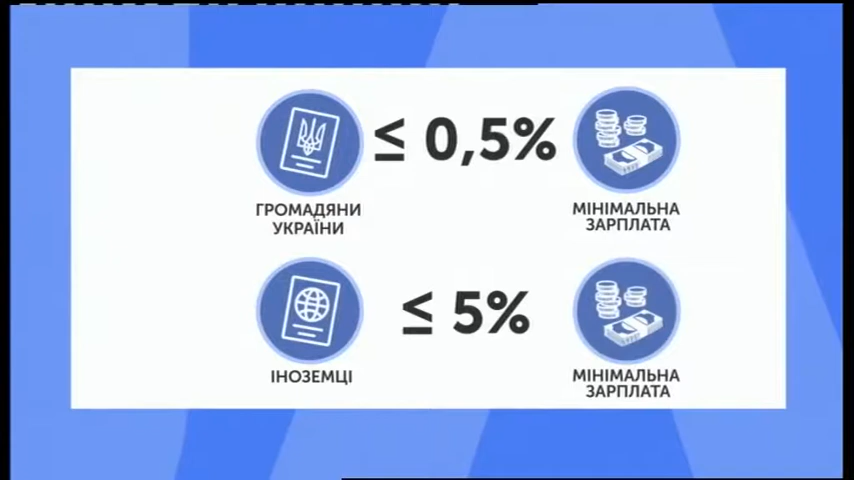 ≤ 0,5%
ГРОМАДЯНИ
УКРАЇНИ
МІНІМАЛЬНА
ЗАРПЛАТА
≤ 5%
ІНОЗЕМЦІ
МІНІМАЛЬНА
ЗАРПЛАТА